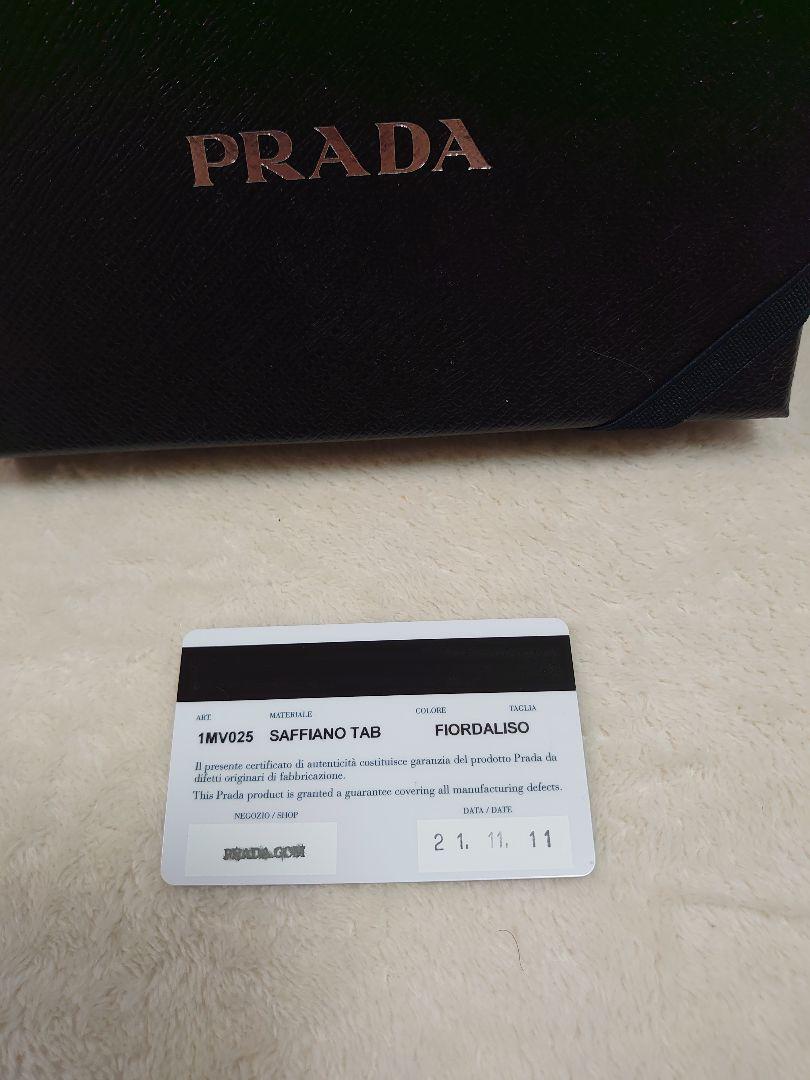 PRADA
ART. MATERIALE COLORE TAGLIA
1MV025 SAFFIANO TAB FIORDALISO
Il presente certificato di autenticità costituisce garanzia del prodotto Prada da
difetti originari di fabbricazione.
This Prada product is granted a guarantee covering all manufacturing defects.
NEGOZIO / SHOP DATA / DATE
PRADA.COM 21. 11. 11